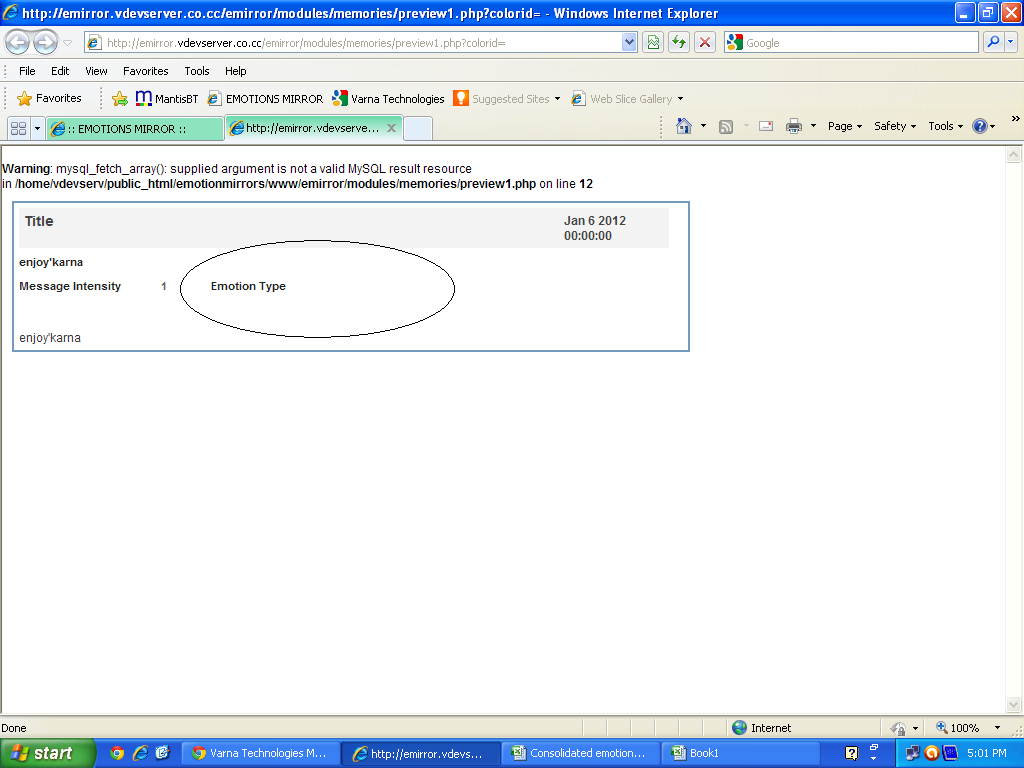 http://emirror.vdevserver.co.cc/emirror/modules/memories/preview1.php?colorid= - Windows Internet Explorer
http://emirror.vdevserver.co.cc/emirror/modules/memories/preview1.php?colorid=
Google
File Edit View Favorites Tools Help
Favorites MantisBT EMOTIONS MIRROR Varna Technologies Suggested Sites Web Slice Gallery
:: EMOTIONS MIRROR :: http://emirror.vdevserve... Page Safety Tools »
Warning: mysql_fetch_array(): supplied argument is not a valid MySQL result resource
in /home/vdevserv/public_html/emotionmirrors/www/emirror/modules/memories/preview1.php on line 12
Title
Jan 6 2012
00:00:00
enjoy'karna
Message Intensity 1 Emotion Type
enjoy'karna
Done Internet 100%
start Varna Technologies M... http://emirror.vdevs... Consolidated emotion... Book1 5:01 PM